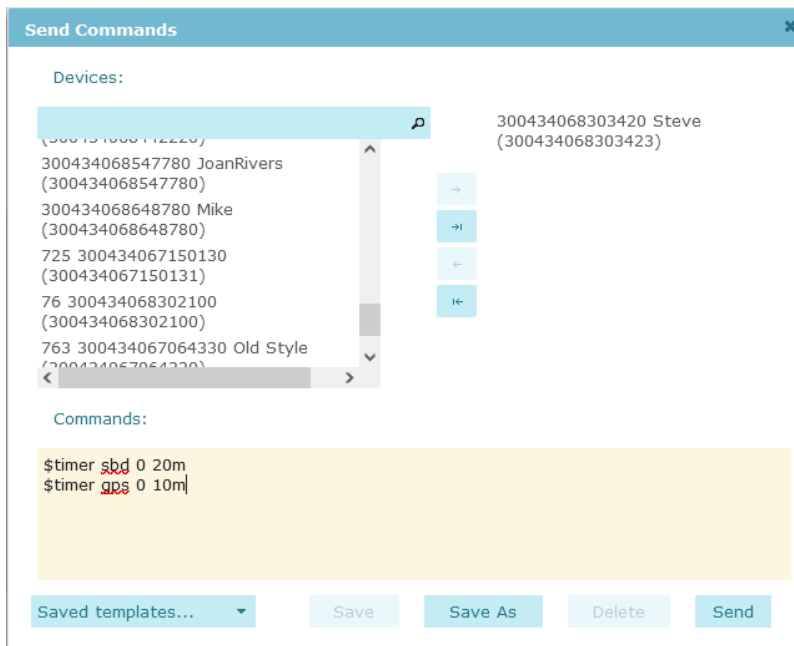 Send Commands
Devices:
300434068547780 JoanRivers
(300434068547780)
300434068648780 Mike
(300434068648780)
725 300434067150130
(300434067150131)
76 300434068302100
(300434068302100)
763 300434067064330 Old Style
300434068303420 Steve
(300434068303423)
Commands:
$timer sbd 0 20m
$timer gps 0 10m
Saved templates...
Save
Save As
Delete
Send